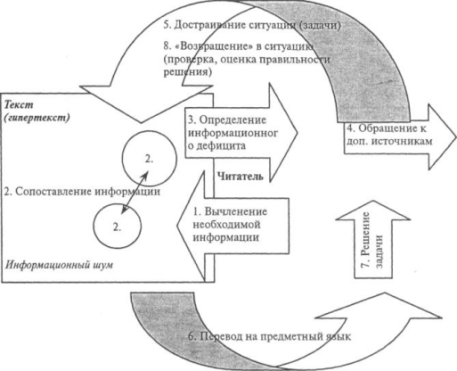 5. Достраивание ситуации (задачи)
8. «Возвращение» в ситуацию
(проверка, оценка правильности
решения)
Текст
(гипертекст)
3. Определение
информационног
о дефицита
4. Обращение к
доп. источникам
2.
Читатель
2. Сопоставление информации
1. Вычленение
необходимой
информации
2.
7. Решение
задачи
Информационный шум
6. Перевод на предметный язык